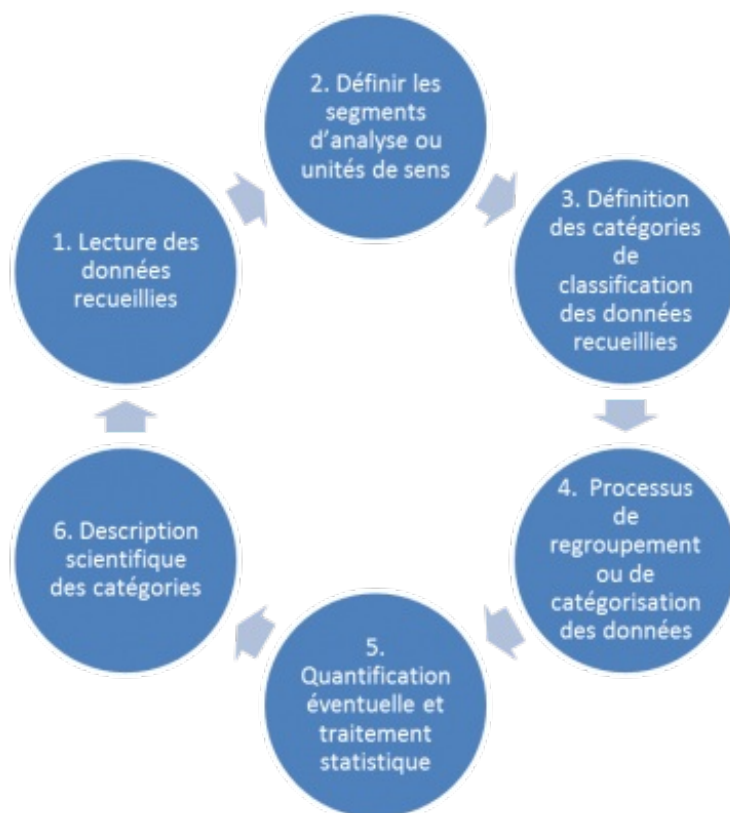 1. Lecture des
données
recueillies
2. Définir les
segments
d'analyse ou
unités de sens
3. Définition
des catégories
de
classification
des données
recueillies
4. Processus
de
regroupement
ou de
catégorisation
des données
5.
Quantification
éventuelle et
traitement
statistique
6. Description
scientifique
des catégories